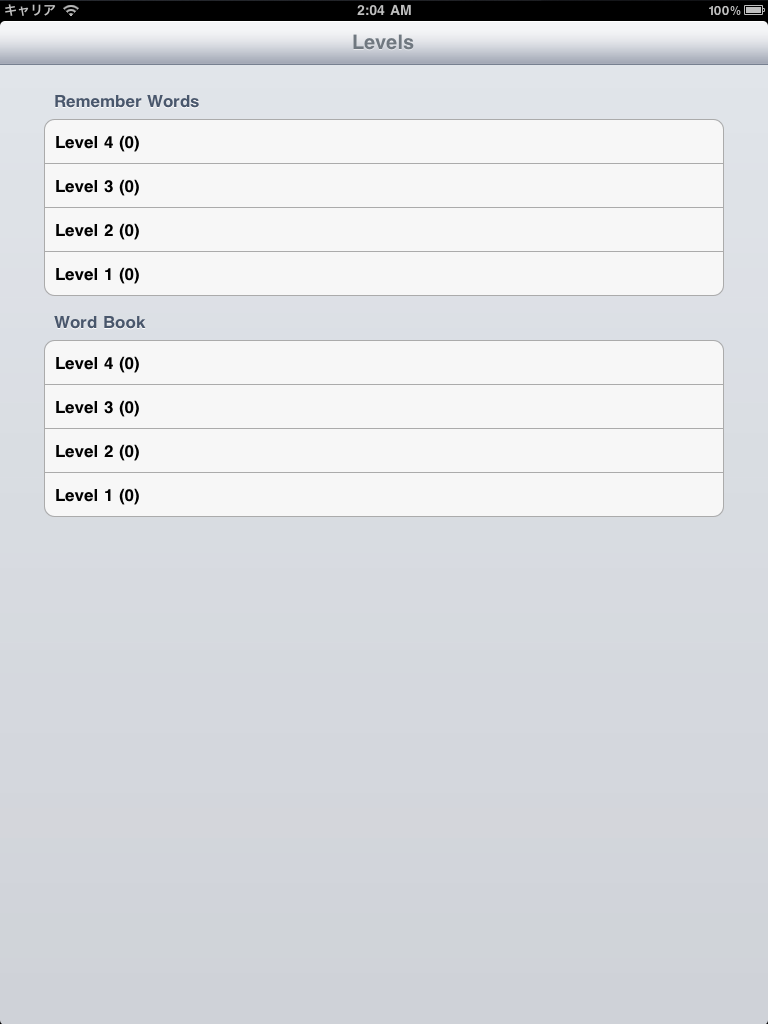 キャリア 2:04 AM 100%
Levels
Remember Words
Level 4 (0)
Level 3 (0)
Level 2 (0)
Level 1 (0)
Word Book
Level 4 (0)
Level 3 (0)
Level 2 (0)
Level 1 (0)